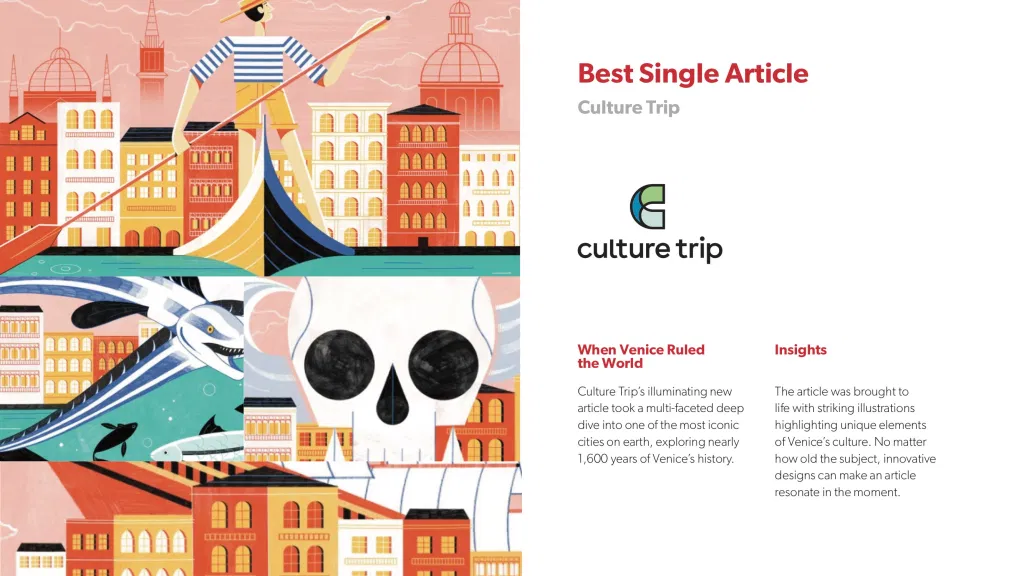 Best Single Article
Culture Trip
culture trip
When Venice Ruled
the World
Culture Trip’s illuminating new
article took a multi-faceted deep
dive into one of the most iconic
cities on earth, exploring nearly
1,600 years of Venice’s history.
Insights
The article was brought to
life with striking illustrations
highlighting unique elements
of Venice’s culture. No matter
how old the subject, innovative
designs can make an article
resonate in the moment.